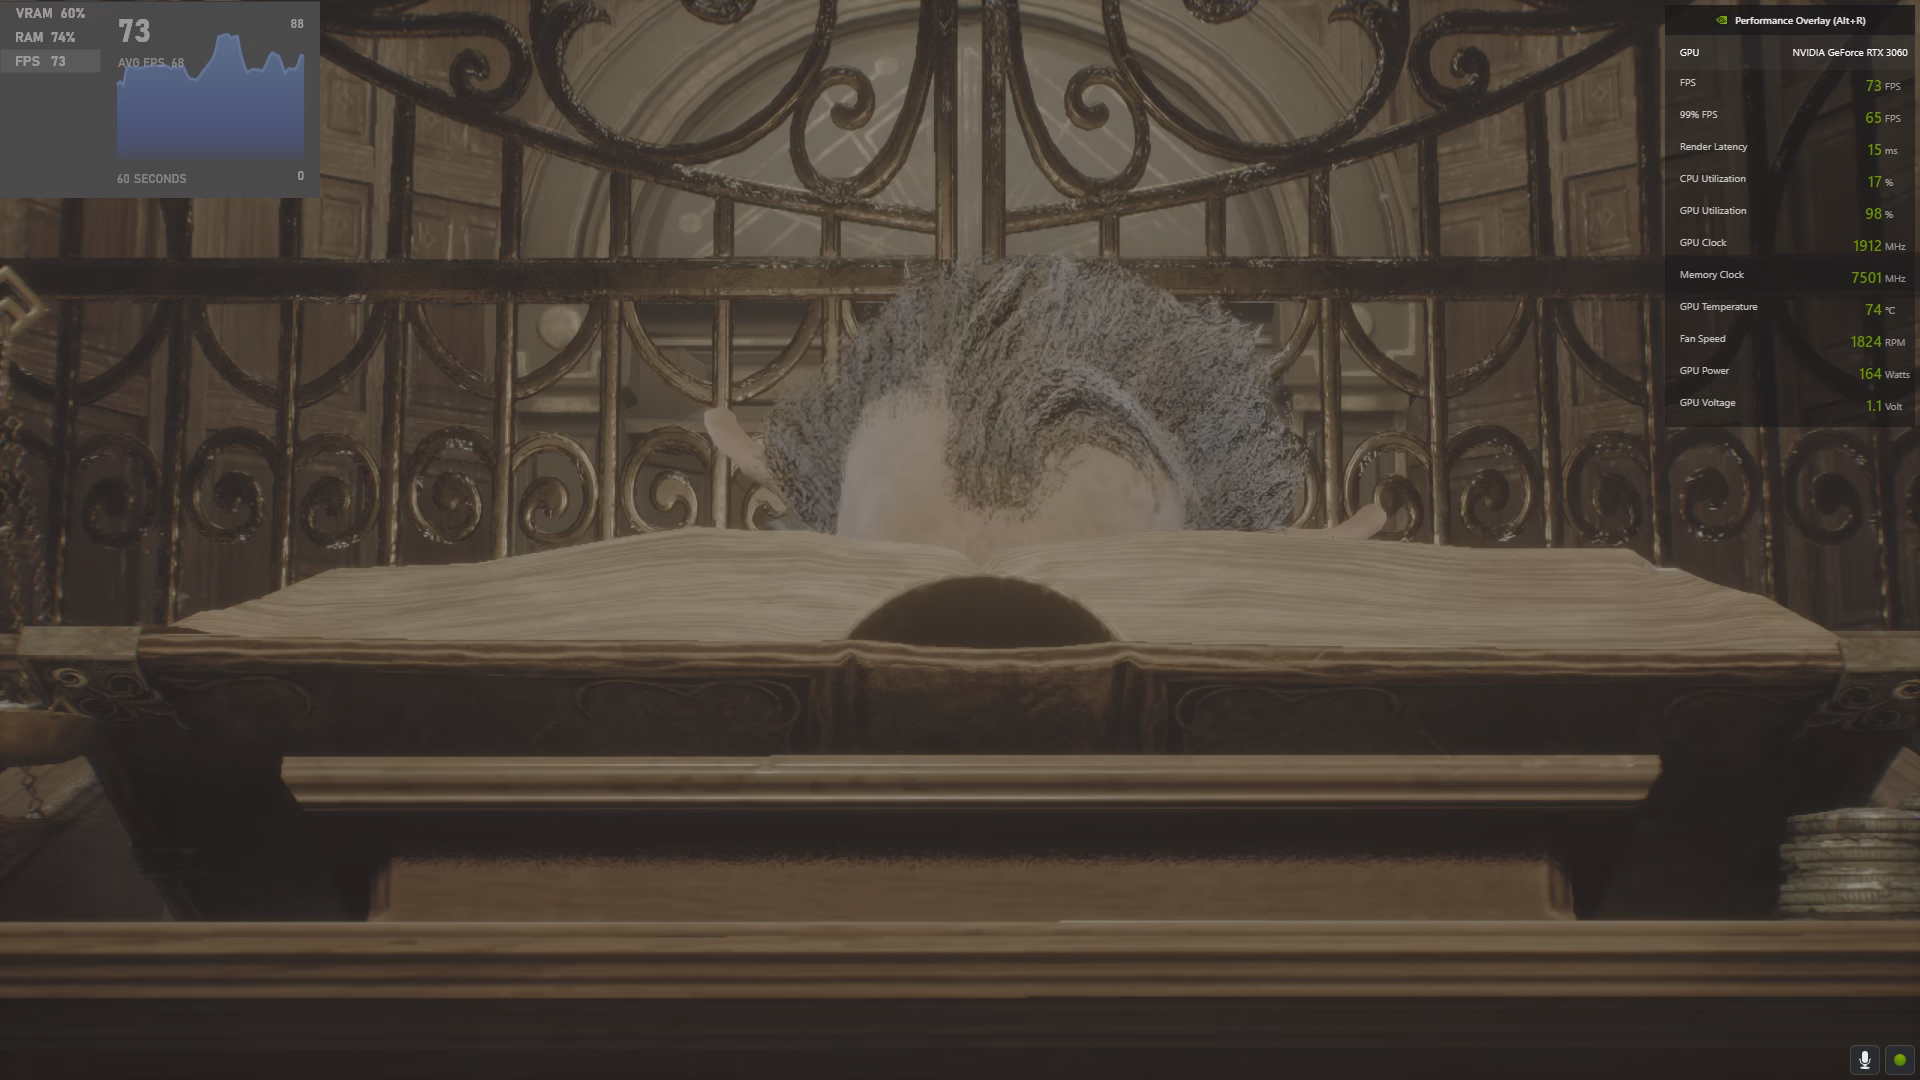 VRAM 60%
RAM 74%
FPS 73
73
88
AVG FPS 68
60 SECONDS
0
Performance Overlay (Alt+R)
GPU NVIDIA GeForce RTX 3060
FPS 73 FPS
99% FPS 65 FPS
Render Latency 15 ms
CPU Utilization 17 %
GPU Utilization 98 %
GPU Clock 1912 MHz
Memory Clock 7501 MHz
GPU Temperature 74 °C
Fan Speed 1824 RPM
GPU Power 164 Watts
GPU Voltage 1.1 Volt